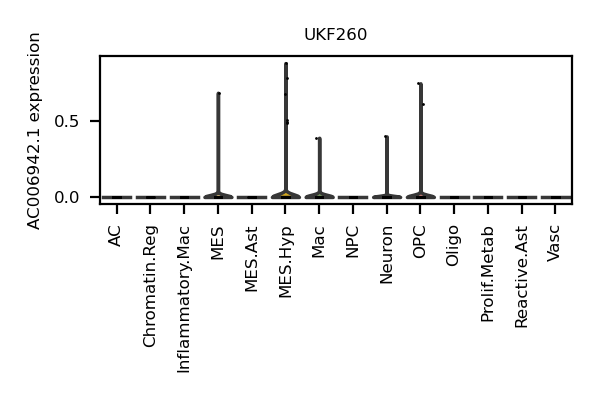 UKF260
AC006942.1 expression
0.5
0.0
AC
Chromatin.Reg
Inflammatory.Mac
MES
MES.Ast
MES.Hyp
Mac
NPC
Neuron
OPC
Oligo
Prolif.Metab
Reactive.Ast
Vasc